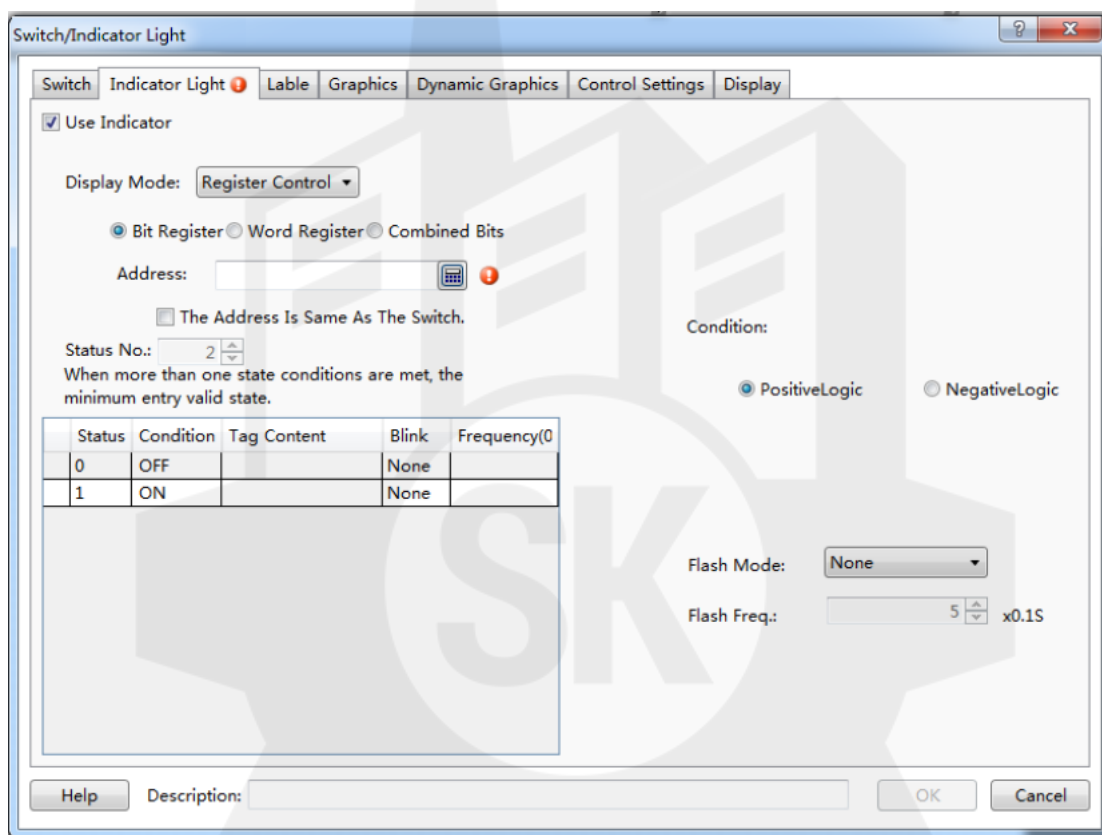 Switch/Indicator Light
Switch Indicator Light Lable Graphics Dynamic Graphics Control Settings Display
Use Indicator
Display Mode: Register Control
Bit Register Word Register Combined Bits
Address:
The Address Is Same As The Switch.
Condition:
Status No.: 2
When more than one state conditions are met, the
minimum entry valid state.
PositiveLogic NegativeLogic
Status Condition Tag Content Blink Frequency(0
0 OFF None
1 ON None
Flash Mode: None
Flash Freq.: 5 x0.1S
SK
Help Description: OK Cancel